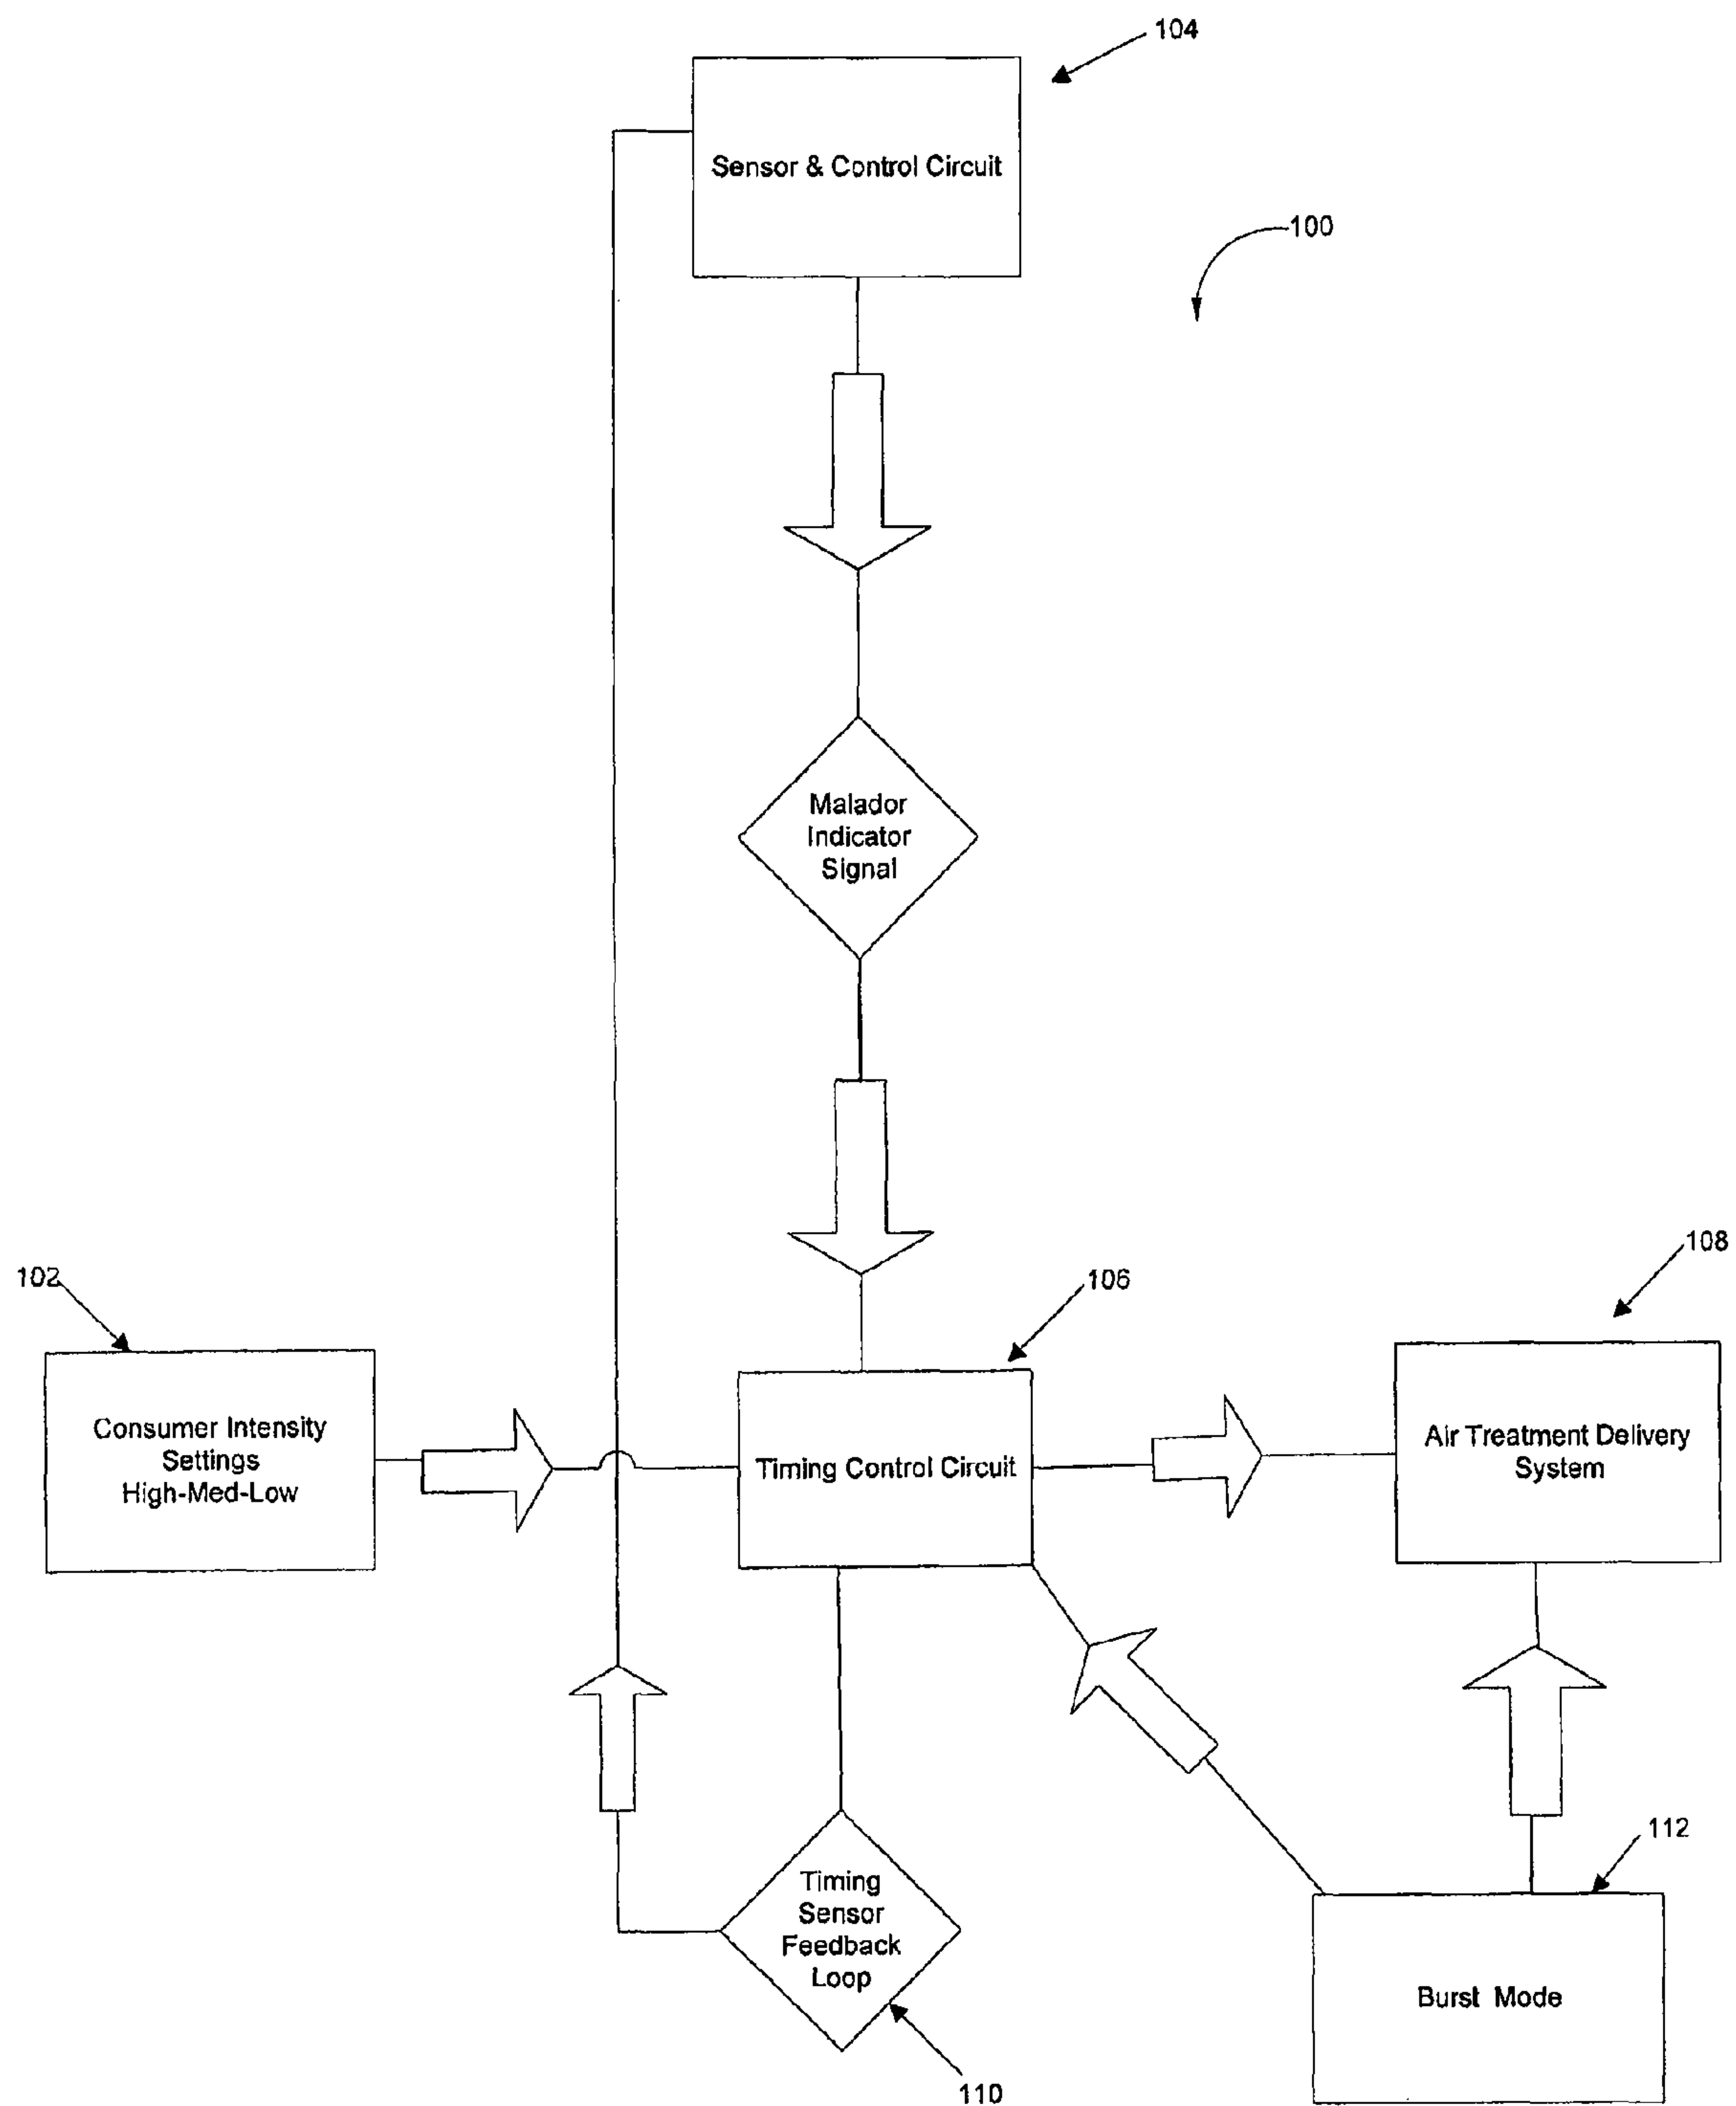 104
Sensor & Control Circuit
100
Malador
Indicator
Signal
102
106
108
Consumer Intensity
Settings
High-Med-Low
Timing Control Circuit
Air Treatment Delivery
System
112
Timing
Sensor
Feedback
Loop
Burst Mode
110